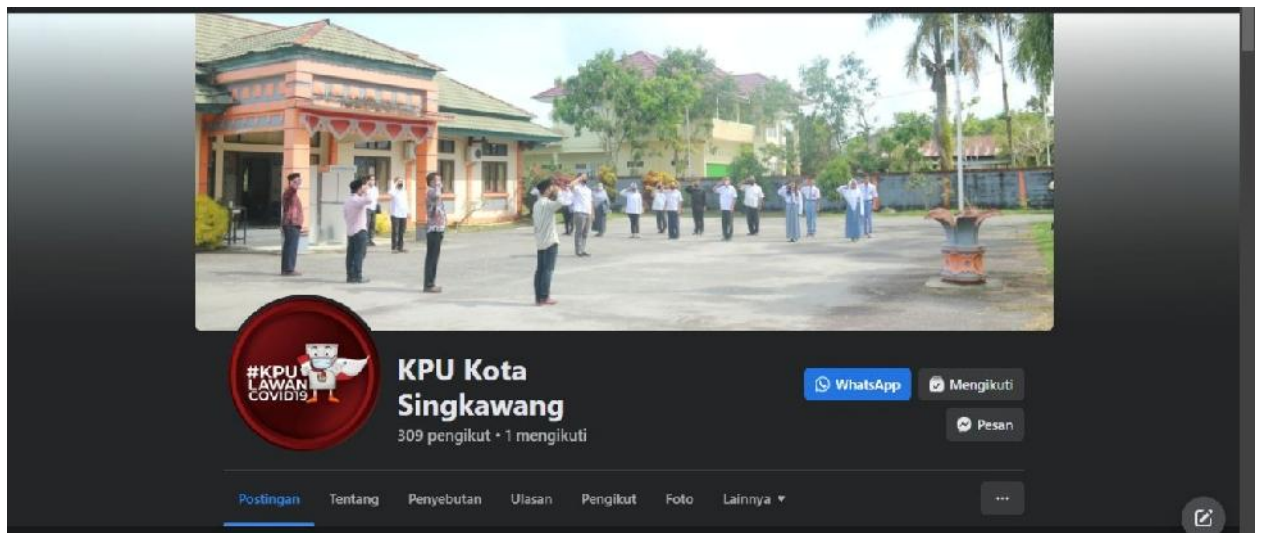 #KPU
LAWAN
COVID19
KPU Kota
Singkawang
309 pengikut • 1 mengikuti
WhatsApp
Mengikuti
Pesan
Postingan
Tentang
Penyebutan
Ulasan
Pengikut
Foto
Lainnya